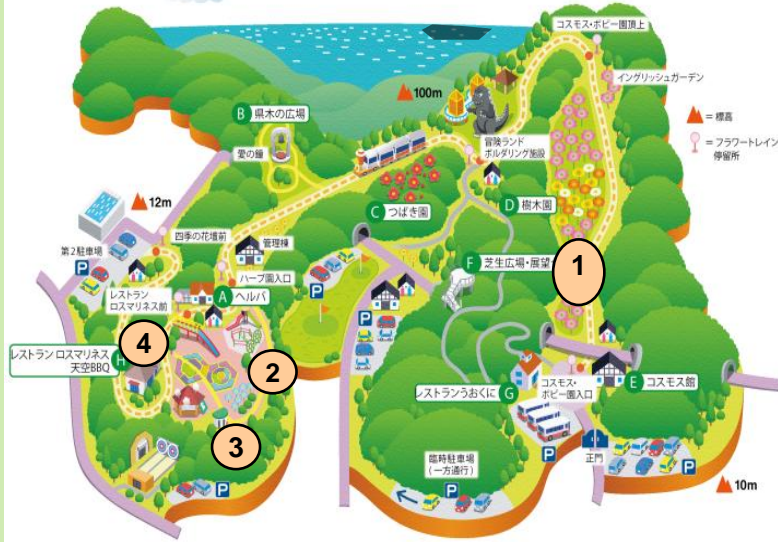 コスモス・ポピー園頂上
イングリッシュガーデン
100m
= 標高
= フラワートレイン
停留所
B 県木の広場
愛の鐘
冒険ランド
ボルダリング施設
12m
C つばき園
D 樹木園
四季の花壇前
管理棟
第2駐車場
P
ハーブ園入口
F 芝生広場・展望
1
P
A ヘルバ
レストラン
ロスマリネス前
P
4
レストラン ロスマリネス
天空BBQ
H
2
レストランうおくに G
コスモス・
ポピー園入口
E コスモス館
3
臨時駐車場
(一方通行)
P
P
正門
P
P
10m